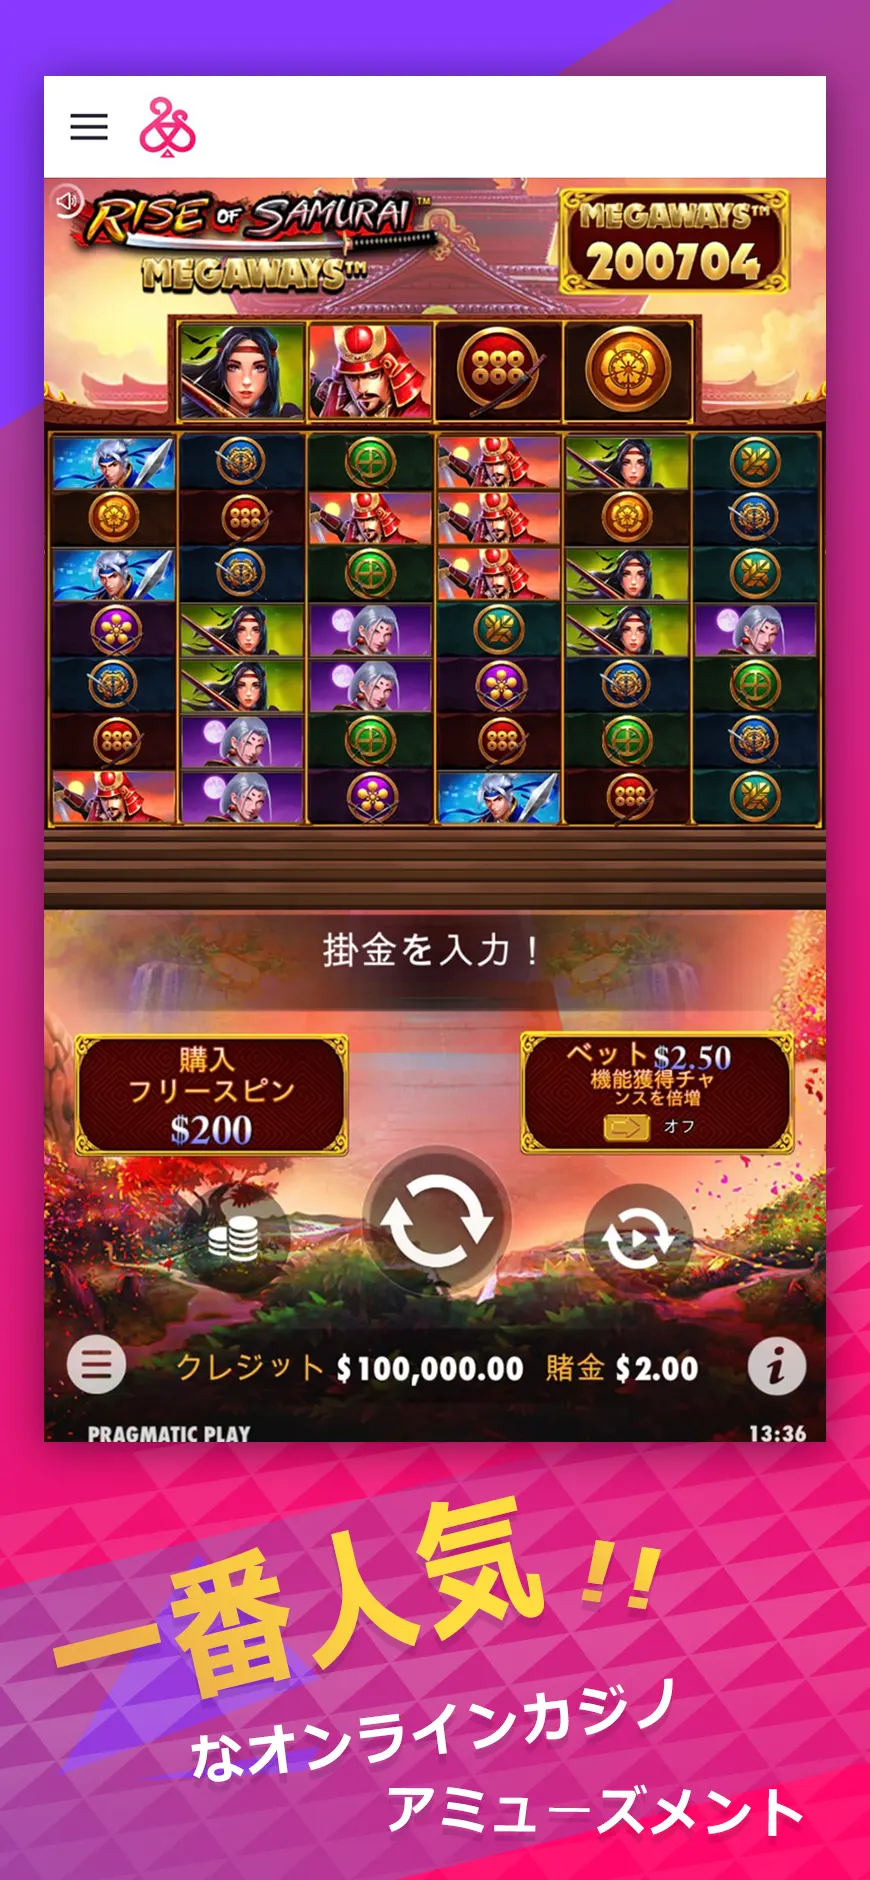 RISE OF SAMURAI™
MEGAWAYS™
MEGAWAYS™
200704
掛金を入力！
購入
フリースピン
$200
ベット $2.50
機能獲得チャ
ンスを倍増
オフ
クレジット $100,000.00 賭金 $2.00
PRAGMATIC PLAY 13:36
一番人気!!
なオンラインカジノ
アミューズメント